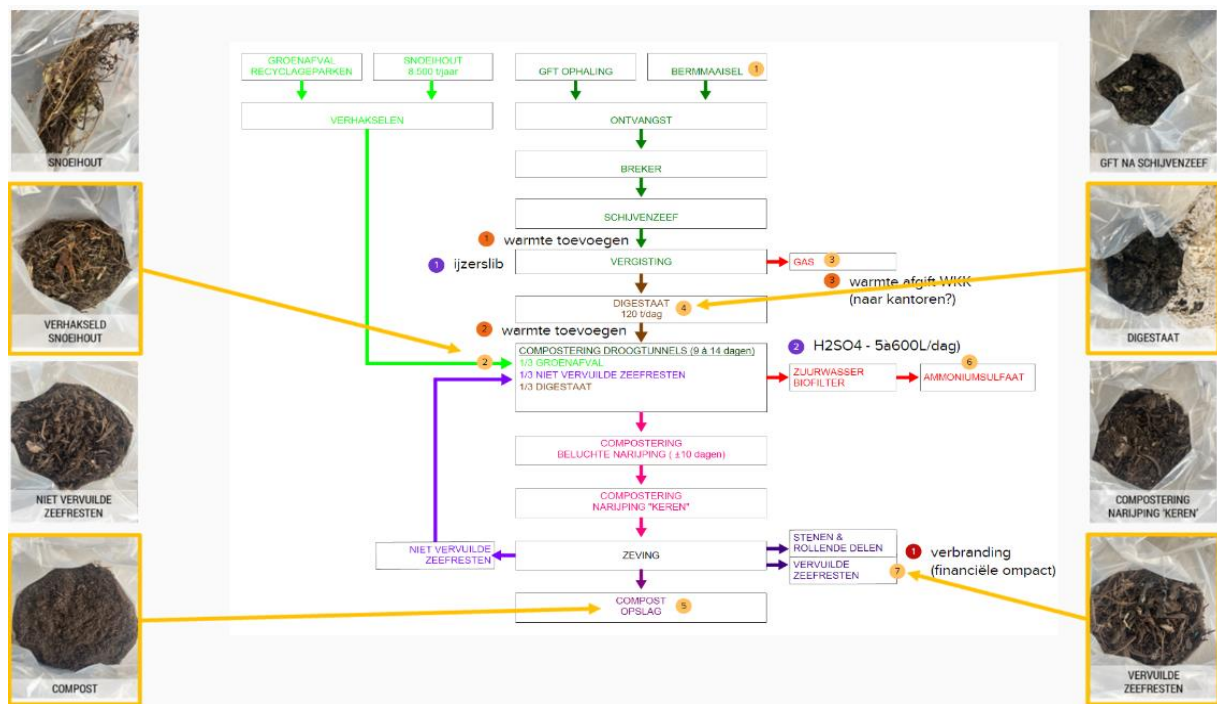 SNOEIHOUT
VERHAKSELD
SNOEIHOUT
NIET VERVUILDE
ZEEFRESTEN
COMPOST
GROENAFVAL
RECYCLAGEPARKEN
SNOEIHOUT
8.500 t/jaar
GFT OPHALING
BERMMAAISEL 1
VERHAKSELEN
ONTVANGST
BREKER
SCHIJVENZEEF
1 warmte toevoegen
1 ijzerslib
VERGISTING
GAS 3
3 warmte afgift WKK
(naar kantoren?)
DIGESTAAT
120 t/dag
4
2 warmte toevoegen
2
COMPOSTERING DROOGTUNNELS (9 à 14 dagen)
1/3 GROENAFVAL
1/3 NIET VERVUILDE ZEEFRESTEN
1/3 DIGESTAAT
2 H2SO4 - 5à600L/dag)
ZUURWASSER
BIOFILTER
6
AMMONIUMSULFAAT
COMPOSTERING
BELUCHTE NARIJPING ( ±10 dagen)
COMPOSTERING
NARIJPING "KEREN"
NIET VERVUILDE
ZEEFRESTEN
ZEVING
STENEN &
ROLLENDE DELEN
VERVUILDE
ZEEFRESTEN
7
1 verbranding
(financiële ompact)
COMPOST
OPSLAG
5
GFT NA SCHIJVENZEEF
DIGESTAAT
COMPOSTERING
NARIJPING 'KEREN'
VERVUILDE
ZEEFRESTEN